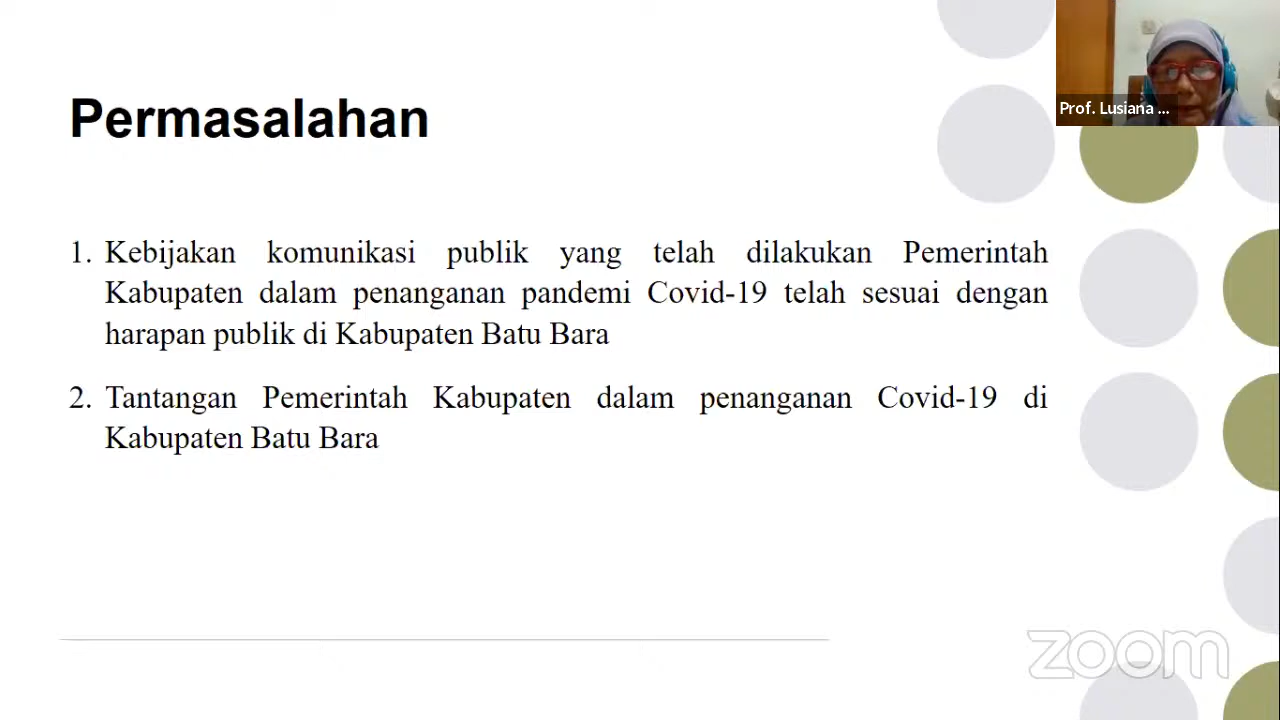 Prof. Lusiana ...
Permasalahan
1. Kebijakan komunikasi publik yang telah dilakukan Pemerintah
Kabupaten dalam penanganan pandemi Covid-19 telah sesuai dengan
harapan publik di Kabupaten Batu Bara
2. Tantangan Pemerintah Kabupaten dalam penanganan Covid-19 di
Kabupaten Batu Bara
zoom